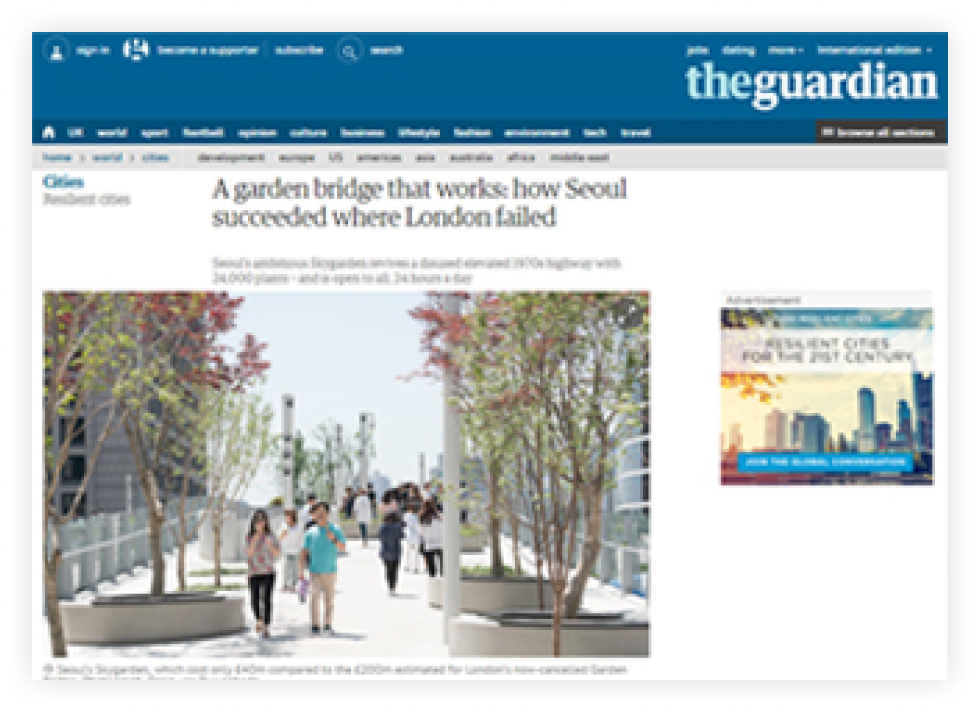 sign in become a supporter subscribe search jobs dating more international edition
theguardian
UK world sport football opinion culture business lifestyle fashion environment tech travel browse all sections
home > world > cities development europe US americas asia australia africa middle east
Cities
Resilient cities
A garden bridge that works: how Seoul
succeeded where London failed
Seoul's ambitious Skygarden revives a disused elevated 1970s highway with
24,000 plants – and is open to all, 24 hours a day
Advertisement
RESILIENT CITIES
FOR THE 21ST CENTURY
JOIN THE GLOBAL CONVERSATION
Seoul's Skygarden, which cost only £40m compared to the £200m estimated for London's now-cancelled Garden